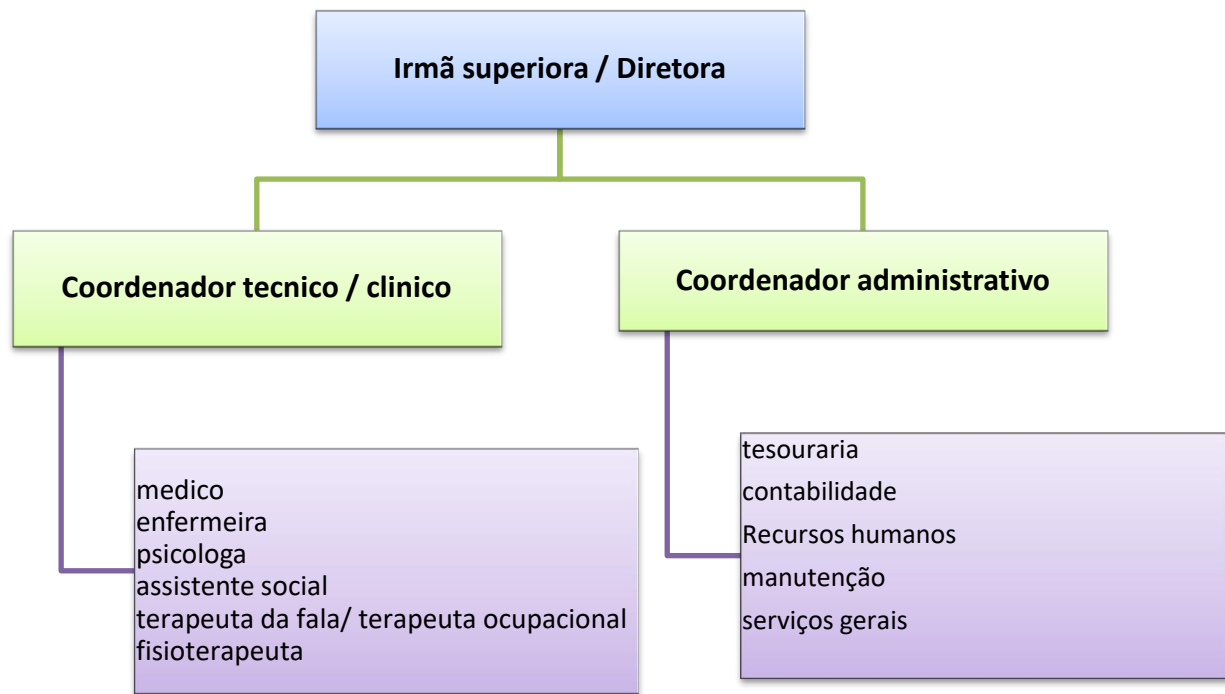 Irmã superiora / Diretora
Coordenador tecnico / clinico
Coordenador administrativo
medico
enfermeira
psicologa
assistente social
terapeuta da fala/ terapeuta ocupacional
fisioterapeuta
tesouraria
contabilidade
Recursos humanos
manutenção
serviços gerais